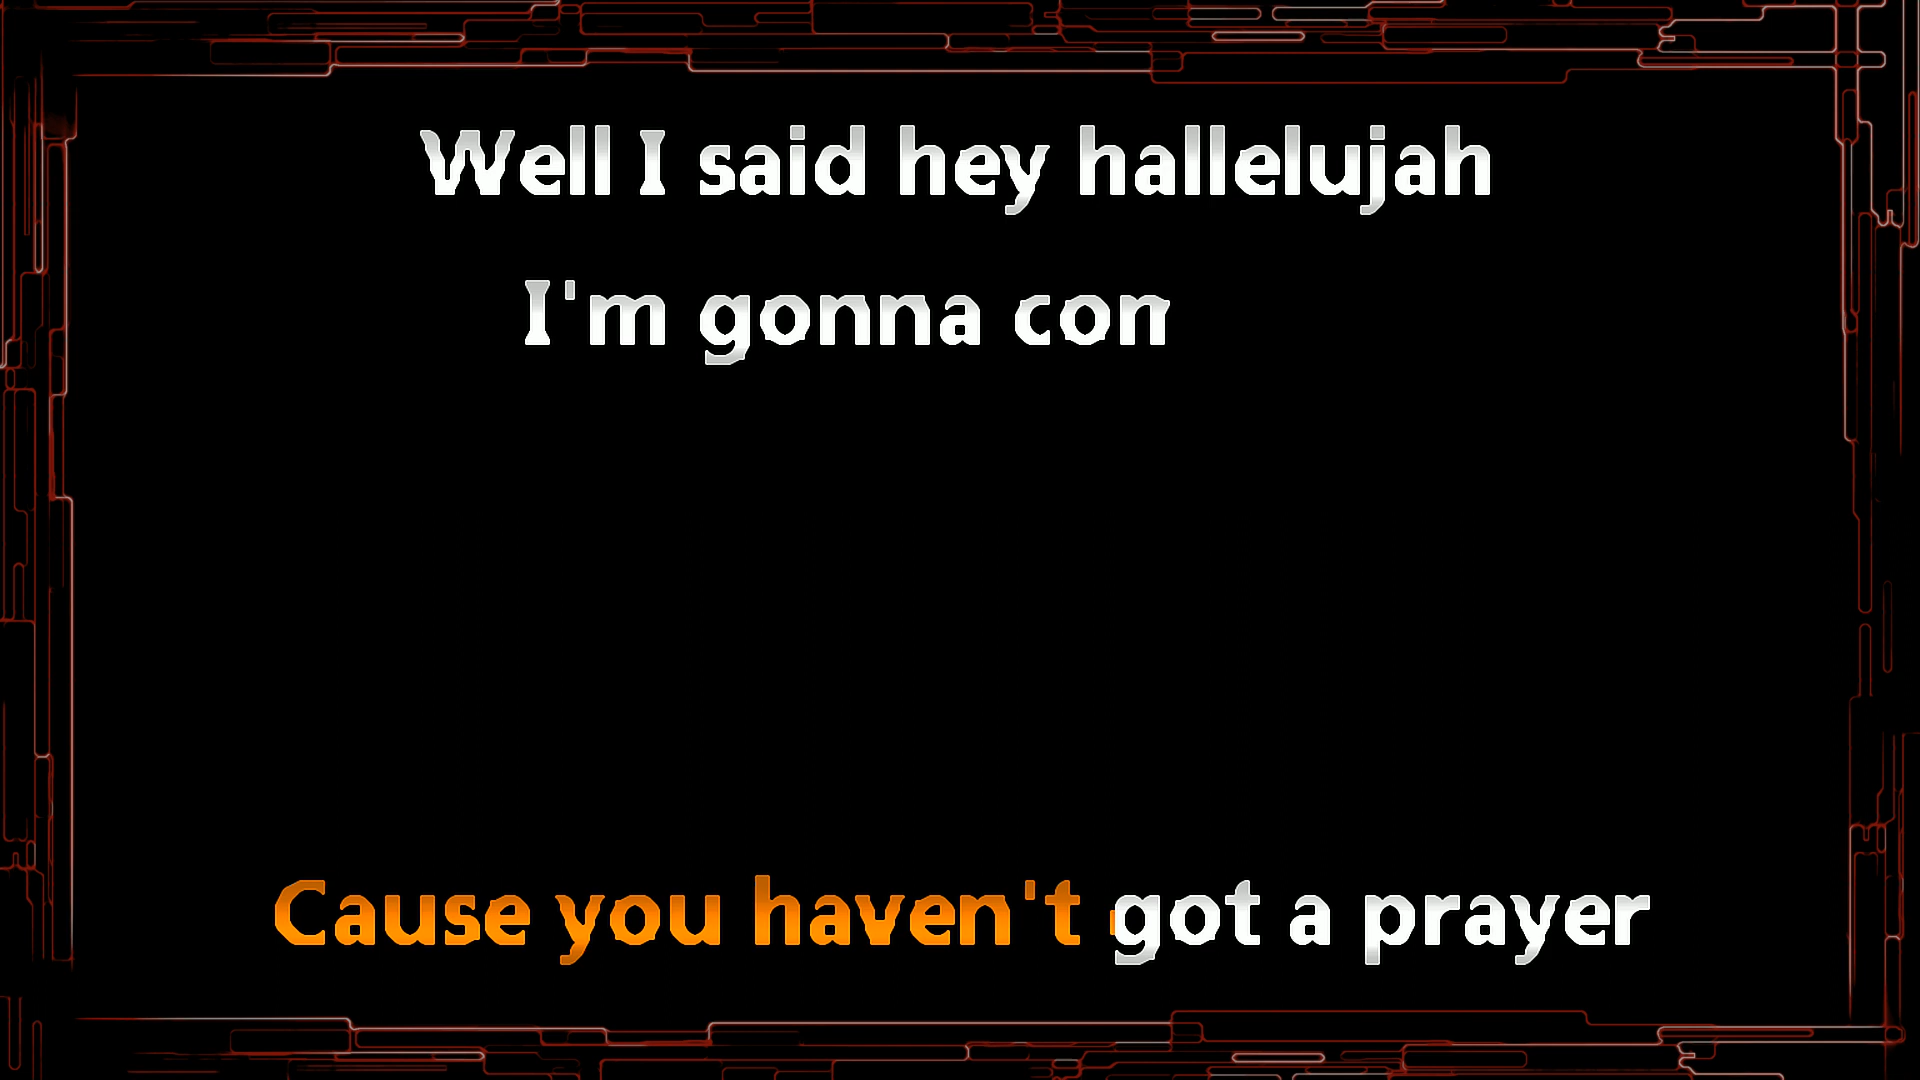 Well I said hey hallelujah
I'm gonna con
Cause you haven't got a prayer